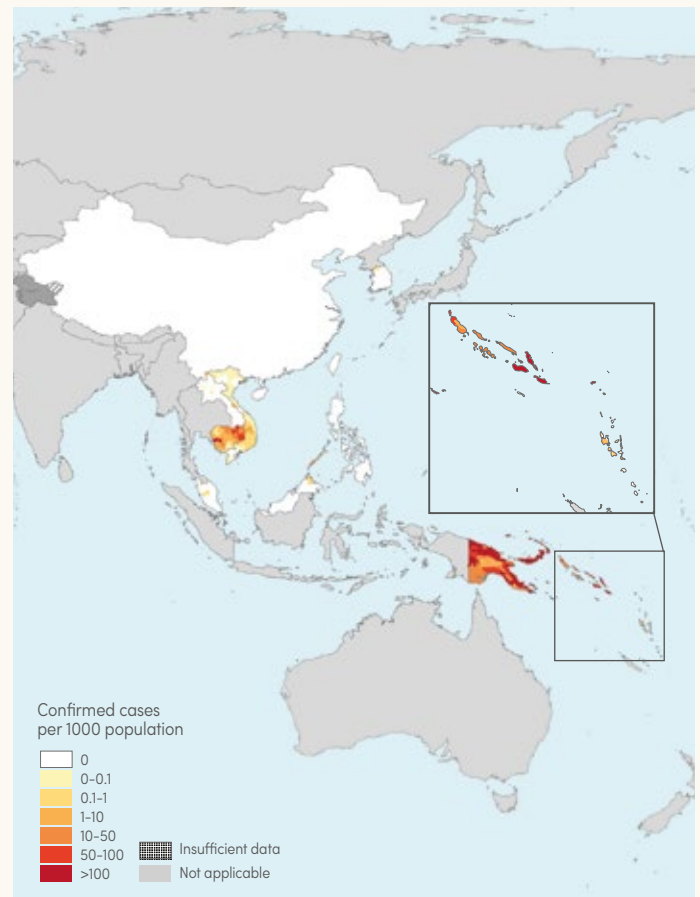 Confirmed cases
per 1000 population
0
0-0.1
0.1-1
1-10
10-50
50-100
>100
Insufficient data
Not applicable